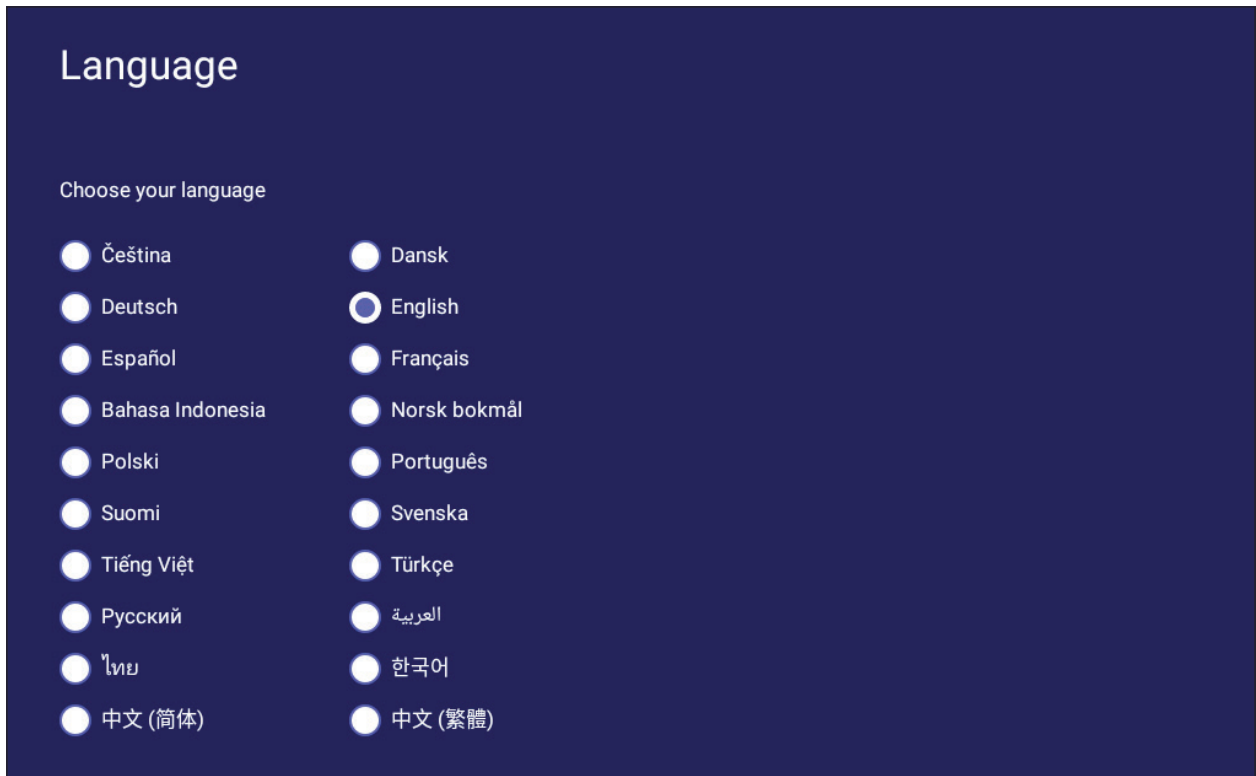 Language
Choose your language
Čeština Dansk
Deutsch English
Español Français
Bahasa Indonesia Norsk bokmål
Polski Português
Suomi Svenska
Tiếng Việt Türkçe
Русский العربية
ไทย 한국어
中文 (简体) 中文 (繁體)